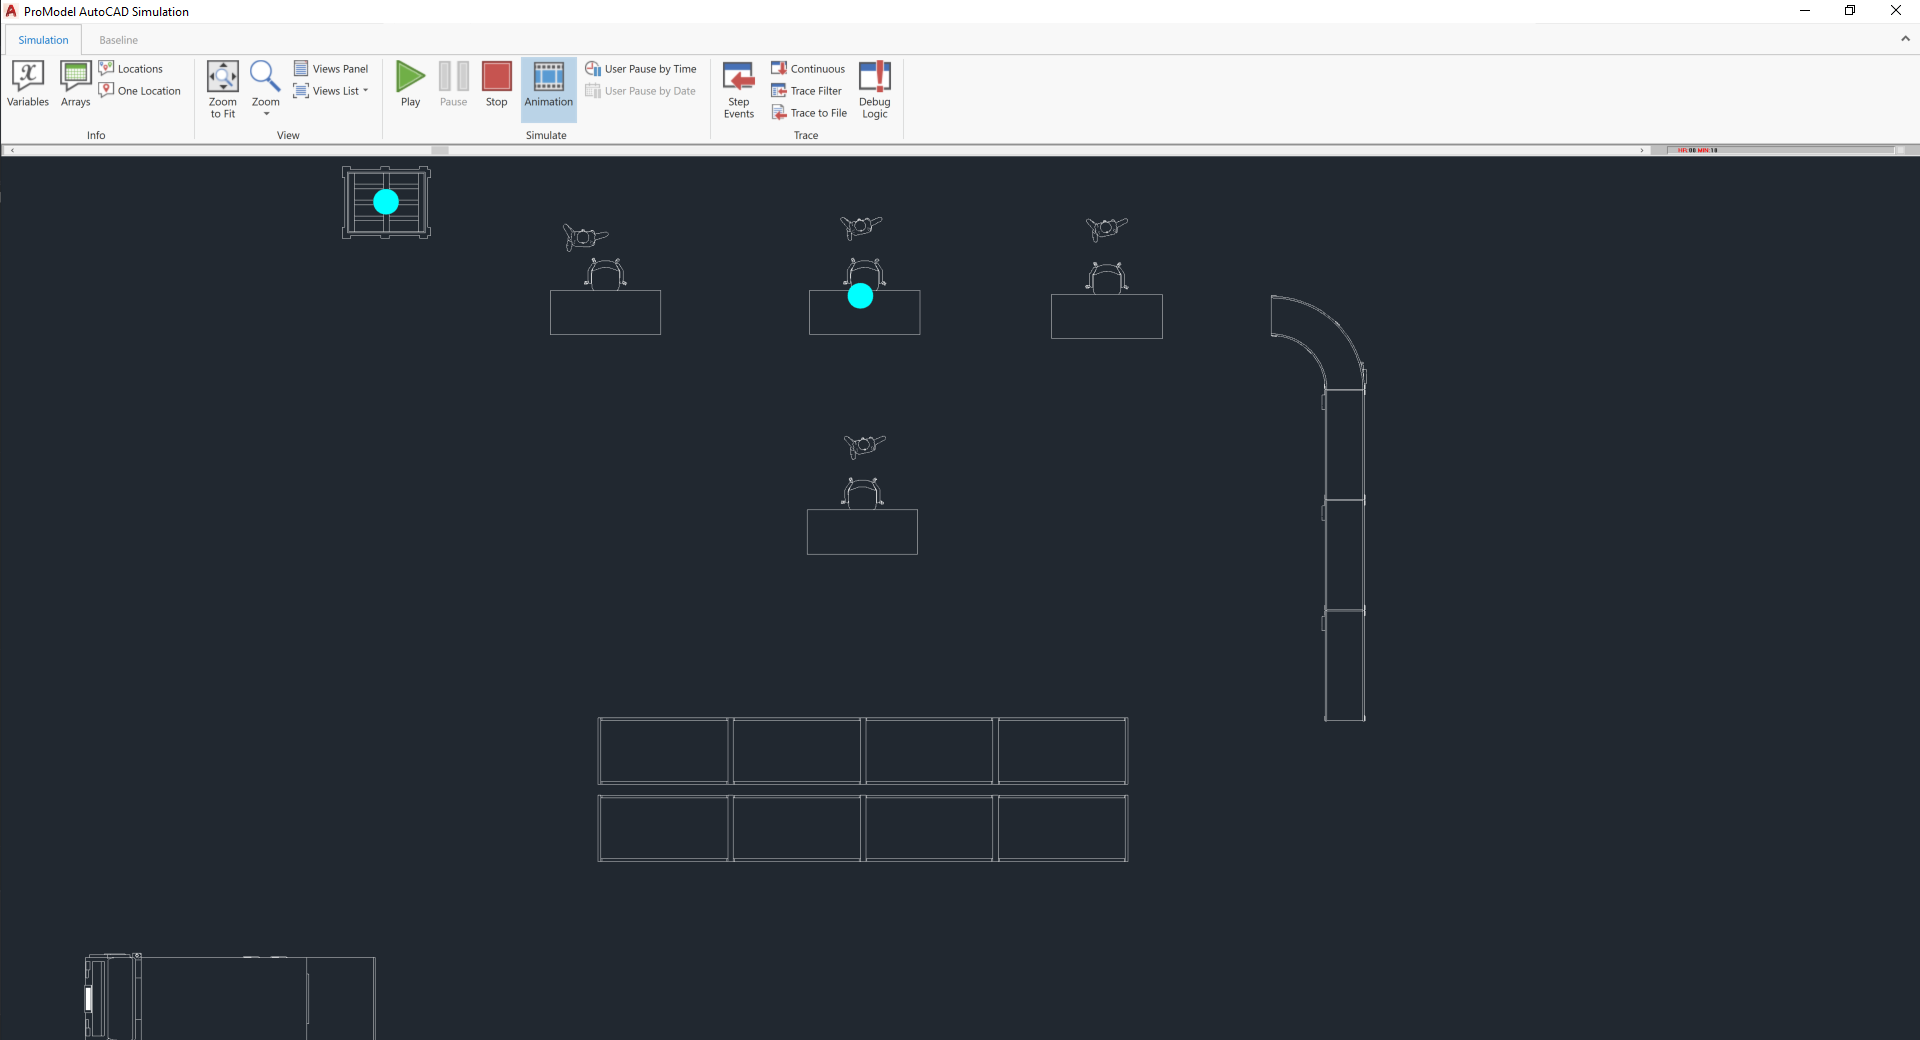 ProModel AutoCAD Simulation
Simulation
Baseline
Variables
Arrays
Locations
One Location
Info
Zoom to Fit
Zoom
Views Panel
Views List
View
Play
Pause
Stop
Animation
User Pause by Time
User Pause by Date
Simulate
Step Events
Continuous
Trace Filter
Trace to File
Debug Logic
Trace